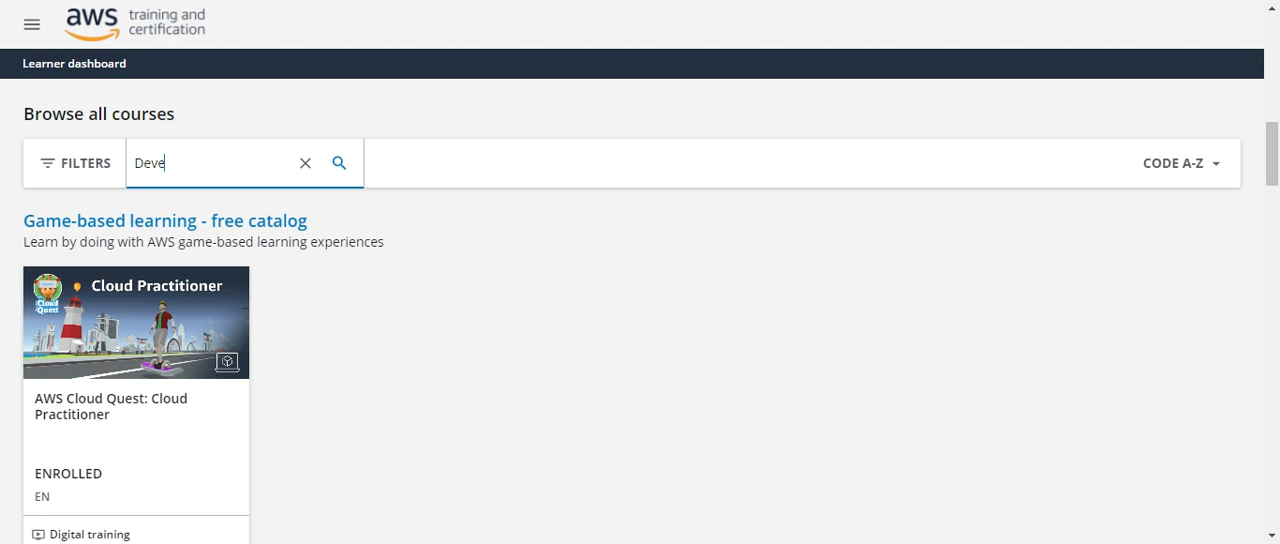 aws training and
certification
Learner dashboard
Browse all courses
FILTERS
Deve
CODE A-Z
Game-based learning - free catalog
Learn by doing with AWS game-based learning experiences
Cloud Practitioner
Cloud
Quest
AWS Cloud Quest: Cloud
Practitioner
ENROLLED
EN
Digital training